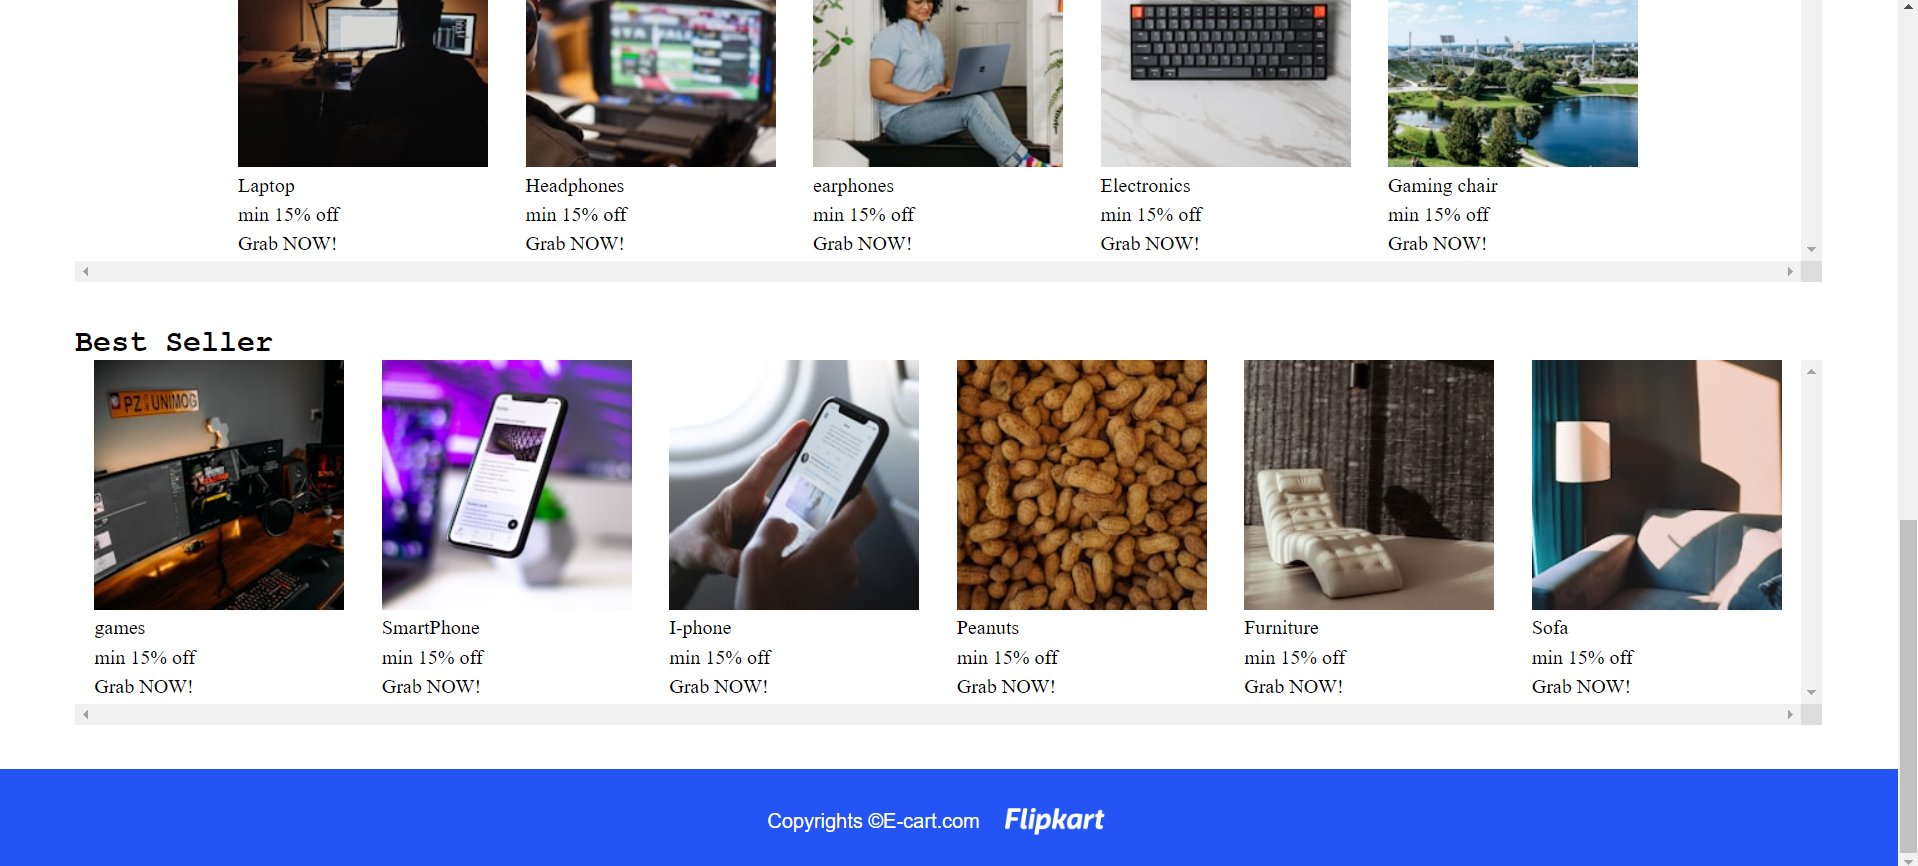 Laptop
min 15% off
Grab NOW!
Headphones
min 15% off
Grab NOW!
earphones
min 15% off
Grab NOW!
Electronics
min 15% off
Grab NOW!
Gaming chair
min 15% off
Grab NOW!
Best Seller
PZ UNIMOG
games
min 15% off
Grab NOW!
SmartPhone
min 15% off
Grab NOW!
I-phone
min 15% off
Grab NOW!
Peanuts
min 15% off
Grab NOW!
Furniture
min 15% off
Grab NOW!
Sofa
min 15% off
Grab NOW!
Copyrights ©E-cart.com Flipkart